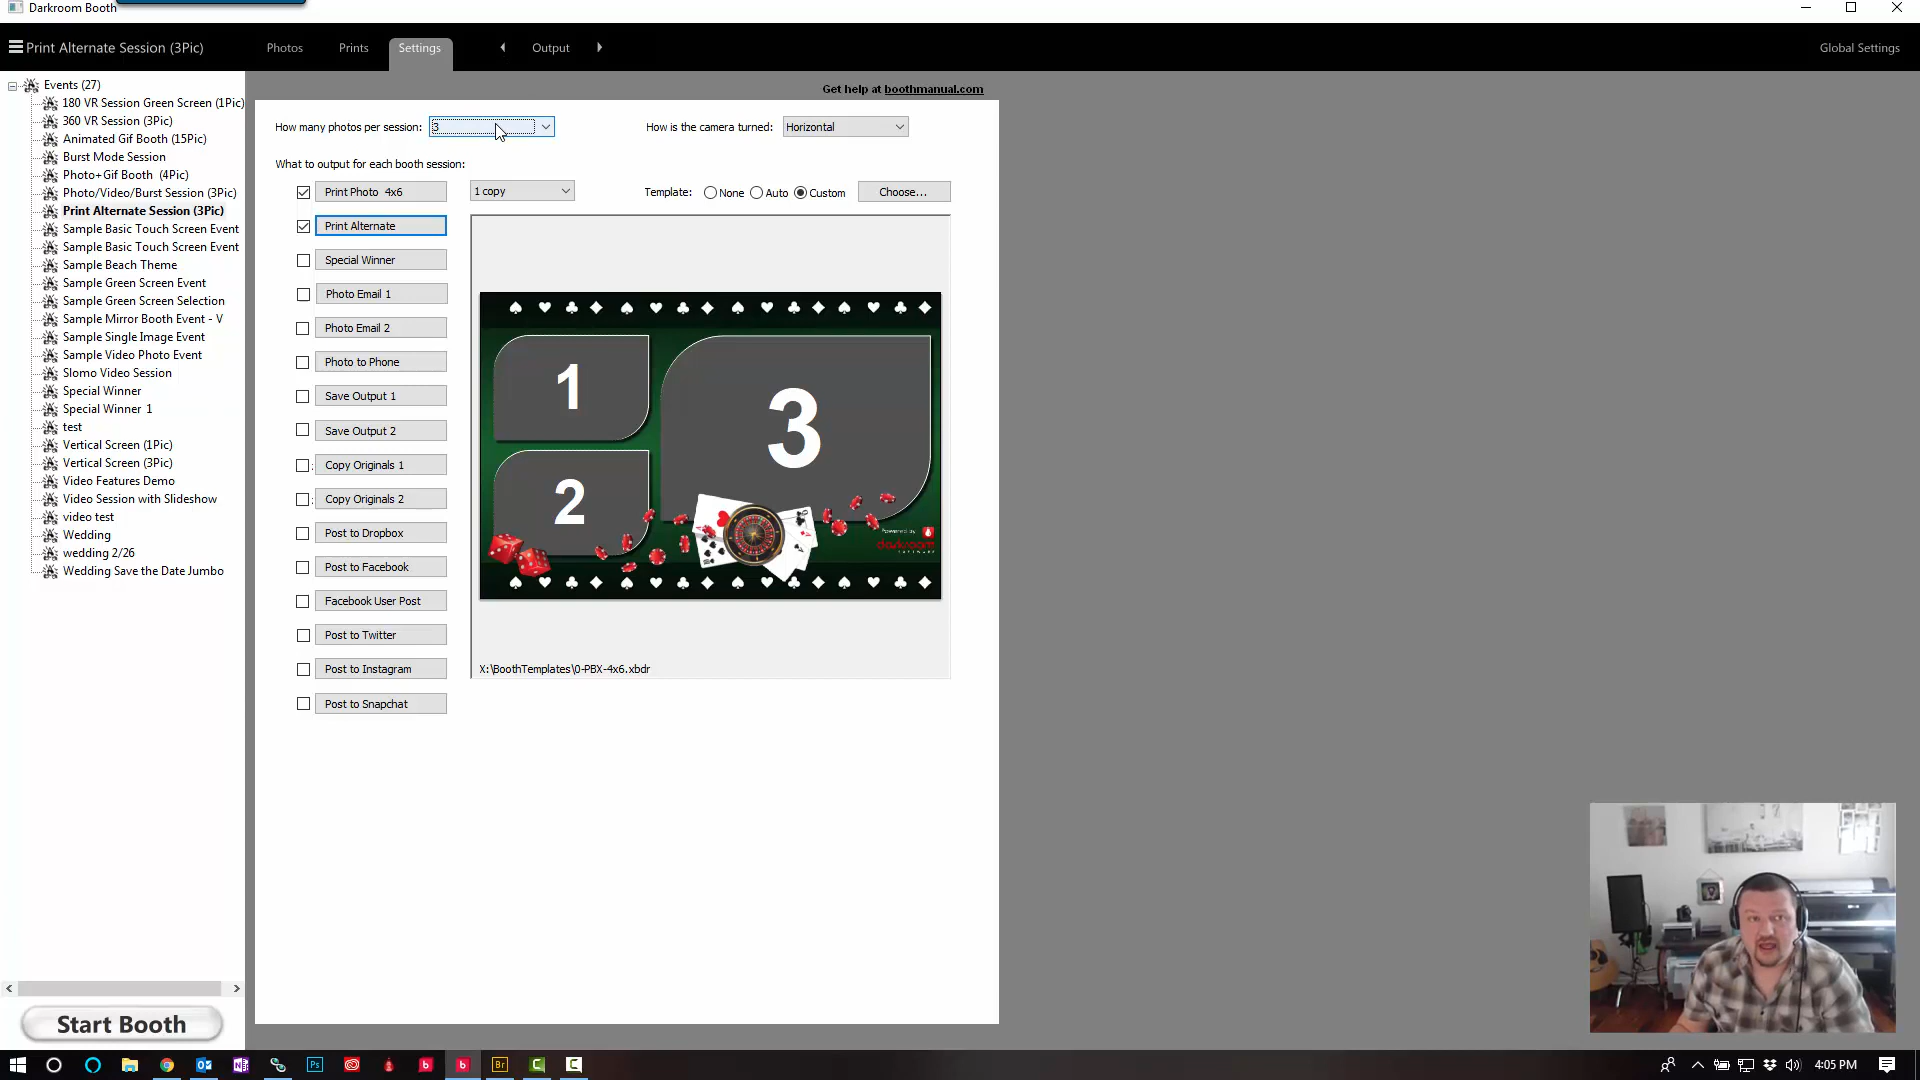 Darkroom Booth
Print Alternate Session (3Pic)
Photos
Prints
Settings
Output
Global Settings
Events (27)
180 VR Session Green Screen (1Pic)
360 VR Session (3Pic)
Animated Gif Booth (15Pic)
Burst Mode Session
Photo+Gif Booth (4Pic)
Photo/Video/Burst Session (3Pic)
Print Alternate Session (3Pic)
Sample Basic Touch Screen Event
Sample Basic Touch Screen Event
Sample Beach Theme
Sample Green Screen Event
Sample Green Screen Selection
Sample Mirror Booth Event - V
Sample Single Image Event
Sample Video Photo Event
Slomo Video Session
Special Winner
Special Winner 1
test
Vertical Screen (1Pic)
Vertical Screen (3Pic)
Video Features Demo
Video Session with Slideshow
video test
Wedding
wedding 2/26
Wedding Save the Date Jumbo
Start Booth
Get help at boothmanual.com
How many photos per session: 3
How is the camera turned: Horizontal
What to output for each booth session:
Print Photo 4x6
1 copy
Template: None Auto Custom Choose...
Print Alternate
Special Winner
Photo Email 1
Photo Email 2
Photo to Phone
Save Output 1
Save Output 2
Copy Originals 1
Copy Originals 2
Post to Dropbox
Post to Facebook
Facebook User Post
Post to Twitter
Post to Instagram
Post to Snapchat
1
2
3
Powered by
darkroom
SOFTWARE
X:\BoothTemplates\0-PBX-4x6.xbdr
4:05 PM